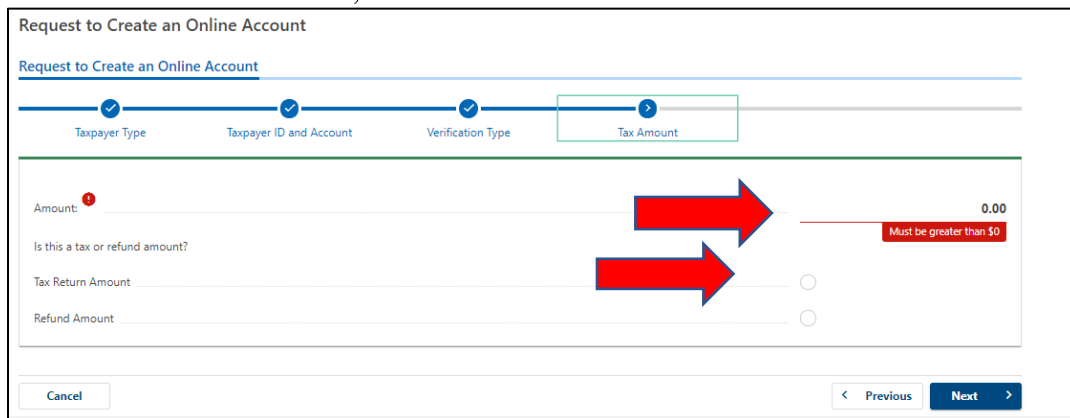 Request to Create an Online Account
Request to Create an Online Account
Taxpayer Type Taxpayer ID and Account Verification Type Tax Amount
Amount: 0.00
Must be greater than $0
Is this a tax or refund amount?
Tax Return Amount
Refund Amount
Cancel Previous Next